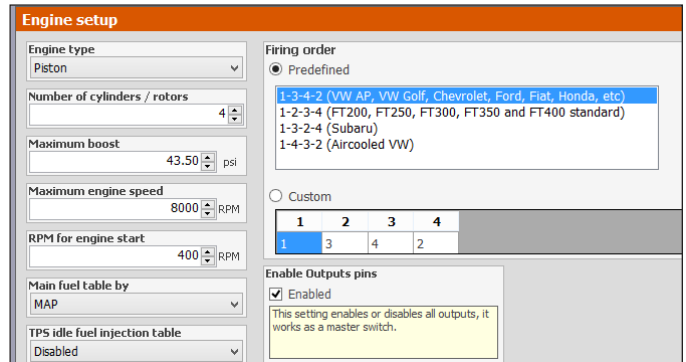 Engine setup
Engine type
Piston
Number of cylinders / rotors
4
Maximum boost
43.50 psi
Maximum engine speed
8000 RPM
RPM for engine start
400 RPM
Main fuel table by
MAP
TPS idle fuel injection table
Disabled
Firing order
Predefined
1-3-4-2 (VW AP, VW Golf, Chevrolet, Ford, Fiat, Honda, etc)
1-2-3-4 (FT200, FT250, FT300, FT350 and FT400 standard)
1-3-2-4 (Subaru)
1-4-3-2 (Aircooled VW)
Custom
1 2 3 4
1 3 4 2
Enable Outputs pins
Enabled
This setting enables or disables all outputs, it
works as a master switch.